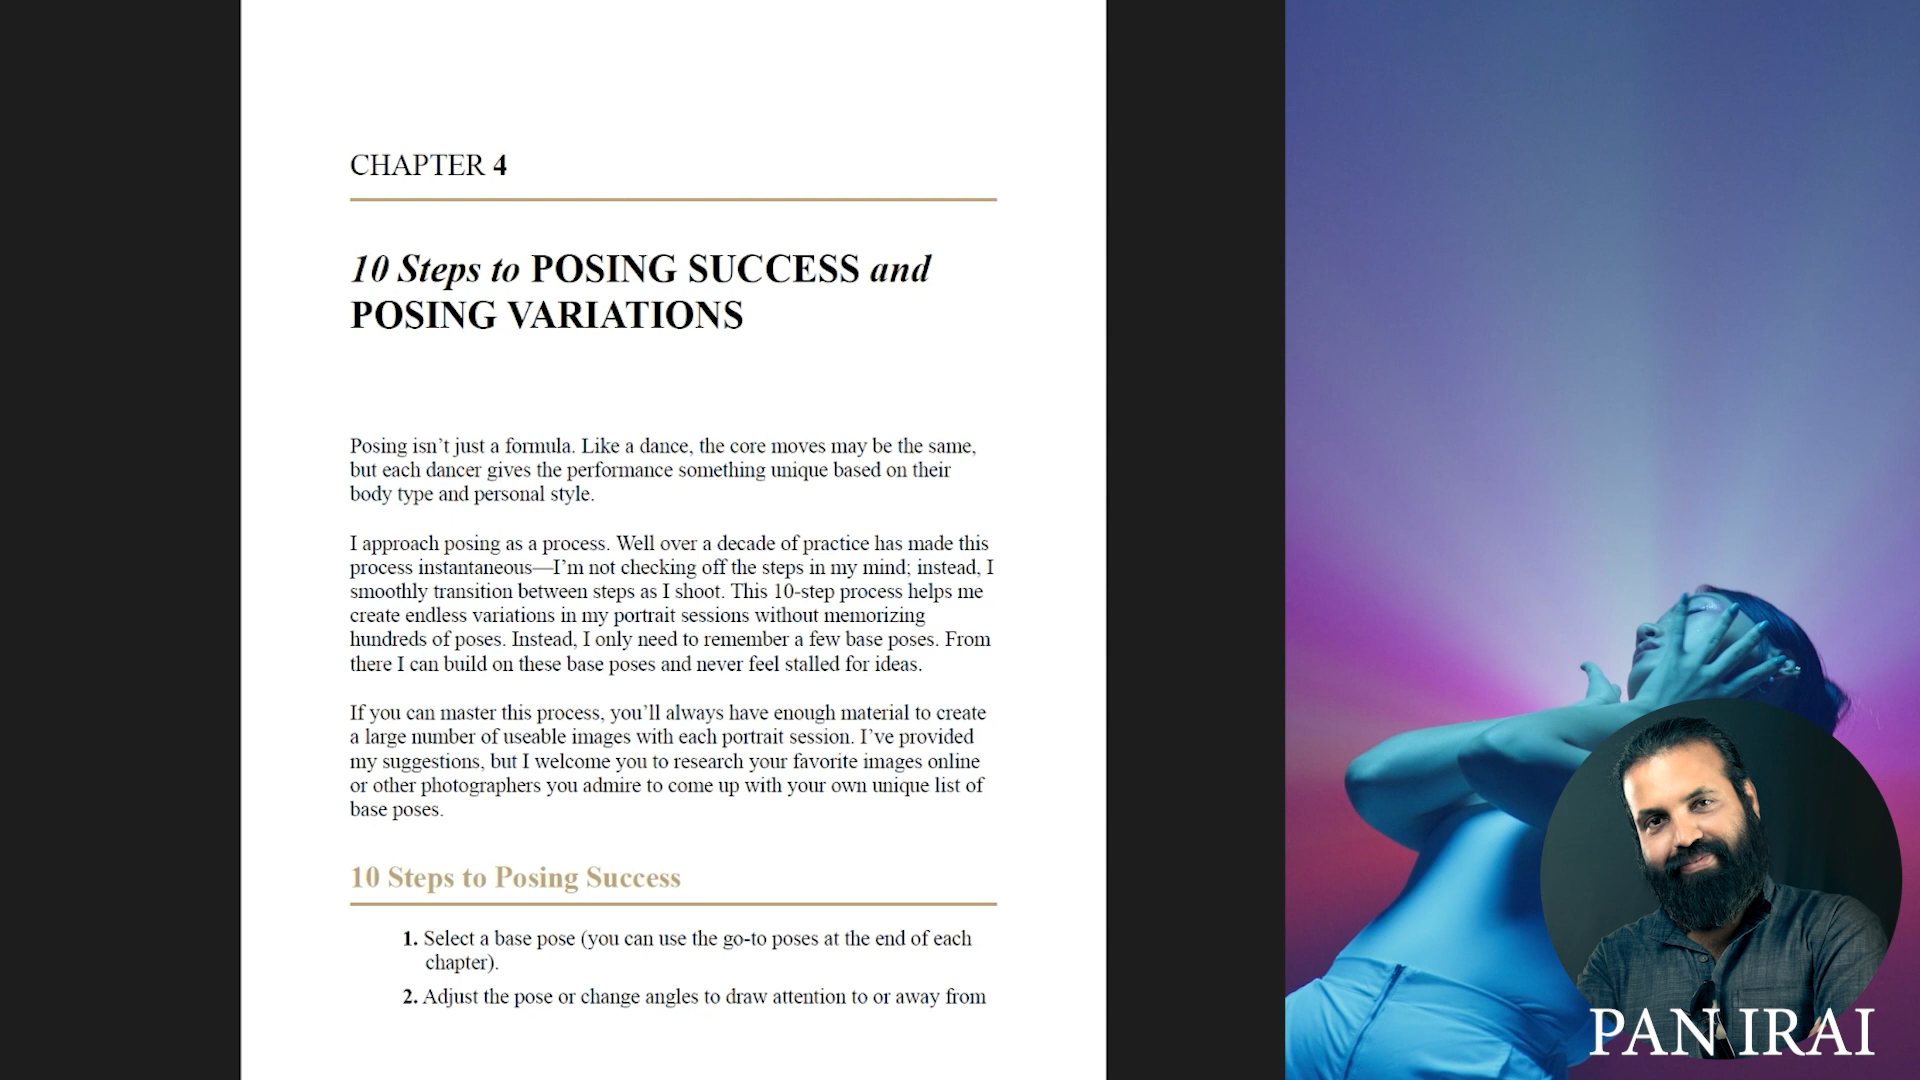 CHAPTER 4
10 Steps to POSING SUCCESS and
POSING VARIATIONS
Posing isn’t just a formula. Like a dance, the core moves may be the same,
but each dancer gives the performance something unique based on their
body type and personal style.
I approach posing as a process. Well over a decade of practice has made this
process instantaneous—I’m not checking off the steps in my mind; instead, I
smoothly transition between steps as I shoot. This 10-step process helps me
create endless variations in my portrait sessions without memorizing
hundreds of poses. Instead, I only need to remember a few base poses. From
there I can build on these base poses and never feel stalled for ideas.
If you can master this process, you’ll always have enough material to create
a large number of useable images with each portrait session. I’ve provided
my suggestions, but I welcome you to research your favorite images online
or other photographers you admire to come up with your own unique list of
base poses.
10 Steps to Posing Success
1. Select a base pose (you can use the go-to poses at the end of each
chapter).
2. Adjust the pose or change angles to draw attention to or away from
PAN IRAI